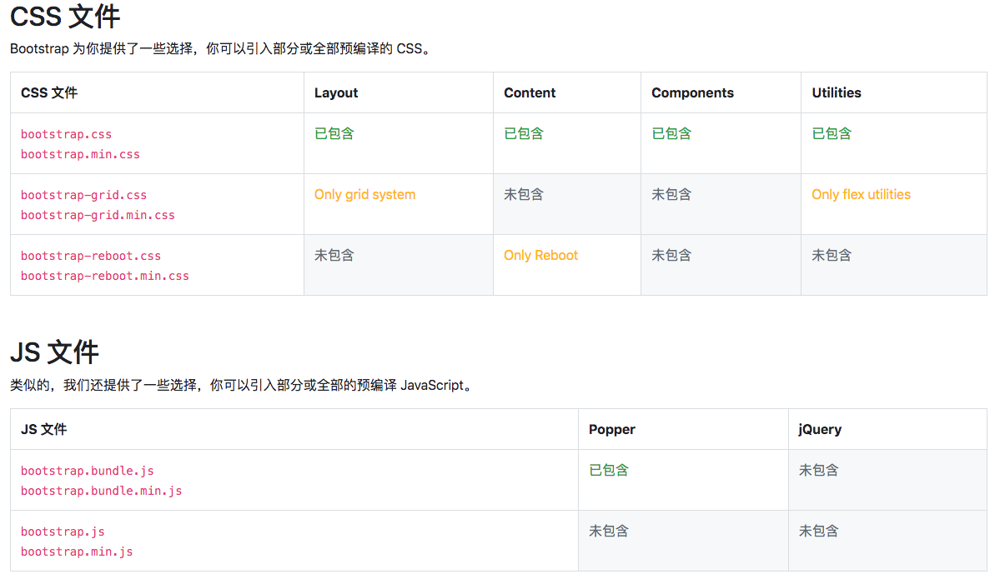 CSS 文件
Bootstrap 为你提供了一些选择，你可以引入部分或全部预编译的 CSS。
CSS 文件 Layout Content Components Utilities
bootstrap.css 已包含 已包含 已包含 已包含
bootstrap.min.css
bootstrap-grid.css Only grid system 未包含 未包含 Only flex utilities
bootstrap-grid.min.css
bootstrap-reboot.css 未包含 Only Reboot 未包含 未包含
bootstrap-reboot.min.css
JS 文件
类似的，我们还提供了一些选择，你可以引入部分或全部的预编译 JavaScript。
JS 文件 Popper jQuery
bootstrap.bundle.js 已包含 未包含
bootstrap.bundle.min.js
bootstrap.js 未包含 未包含
bootstrap.min.js